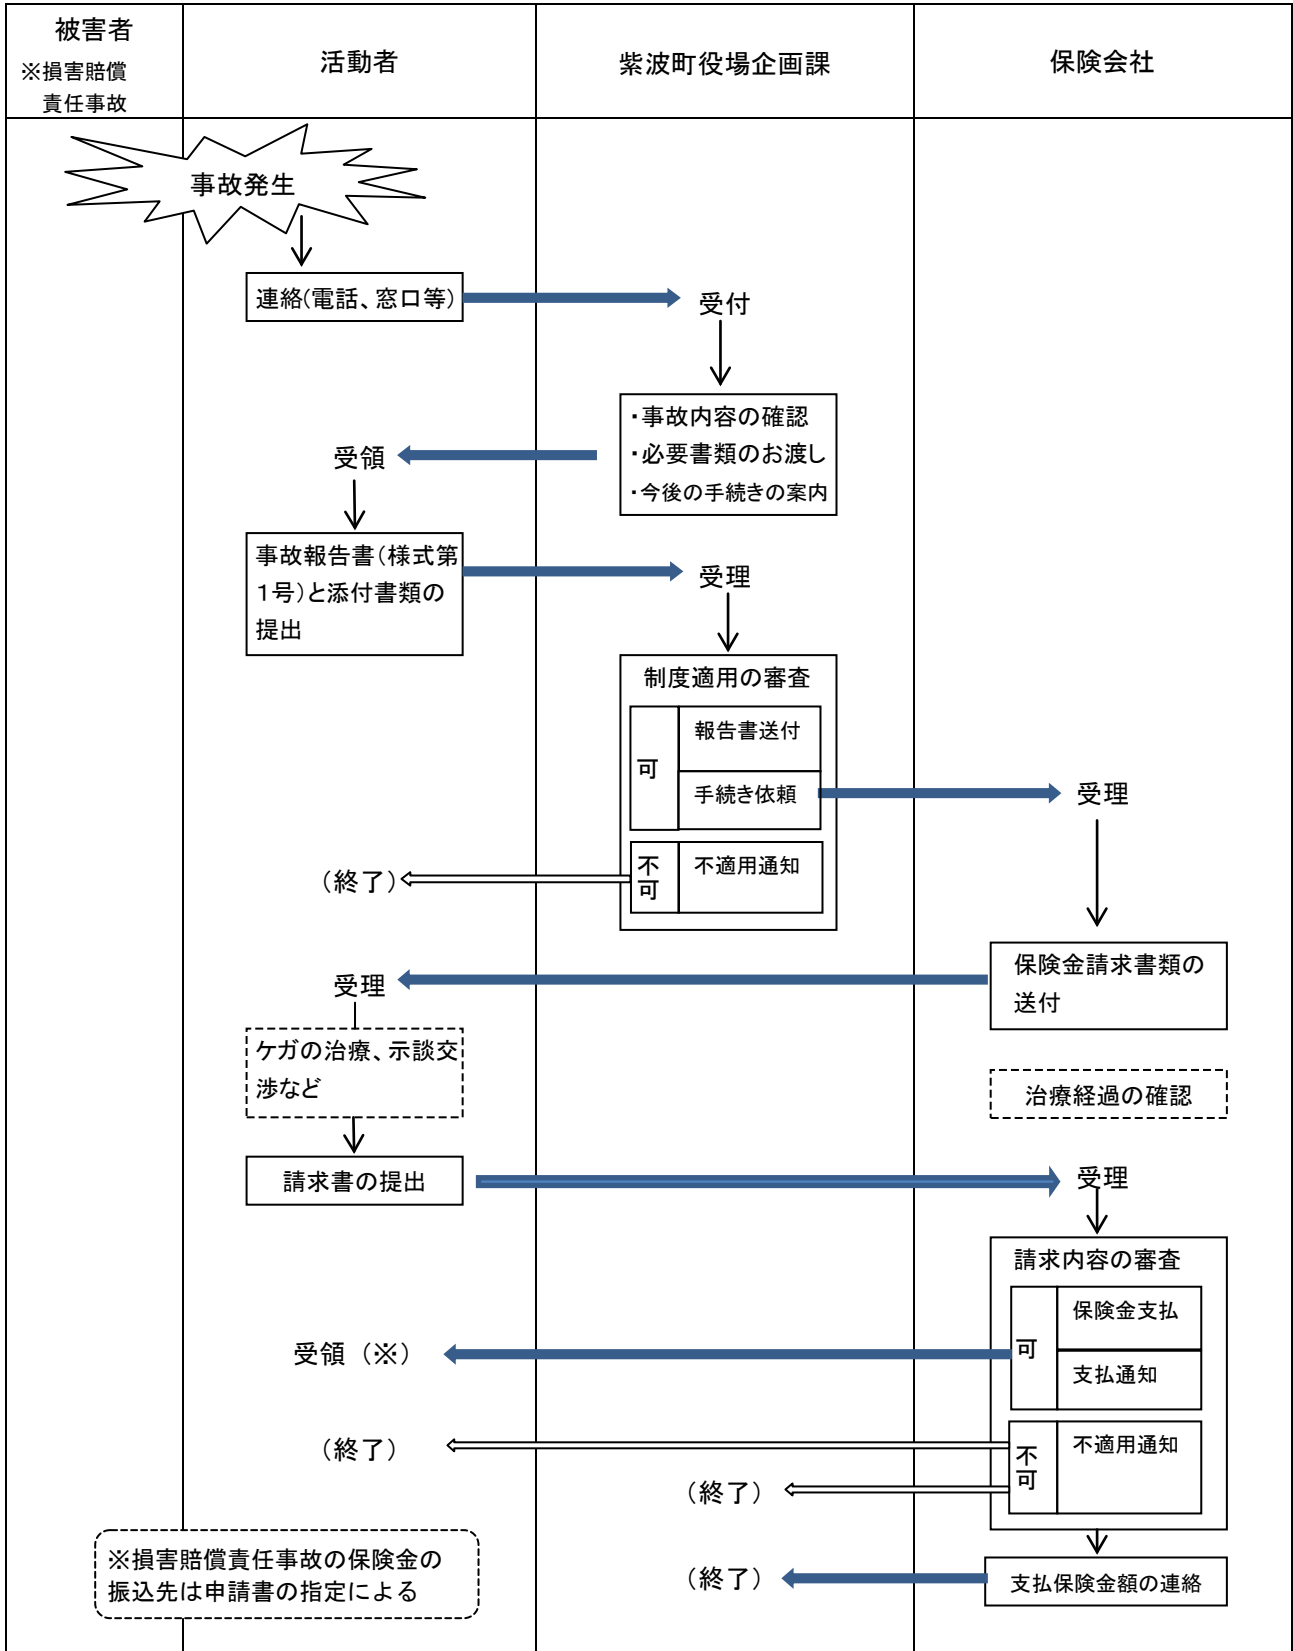 被害者
※損害賠償
責任事故
活動者
紫波町役場企画課
保険会社
事故発生
連絡(電話、窓口等)
受付
・事故内容の確認
・必要書類のお渡し
・今後の手続きの案内
受領
事故報告書(様式第
1号)と添付書類の
提出
受理
制度適用の審査
可
報告書送付
手続き依頼
受理
不
可
不適用通知
(終了)
保険金請求書類の
送付
受理
ケガの治療、示談交
渉など
治療経過の確認
請求書の提出
受理
請求内容の審査
可
保険金支払
支払通知
受領 (※)
不
可
不適用通知
(終了)
(終了)
※損害賠償責任事故の保険金の
振込先は申請書の指定による
(終了)
支払保険金額の連絡